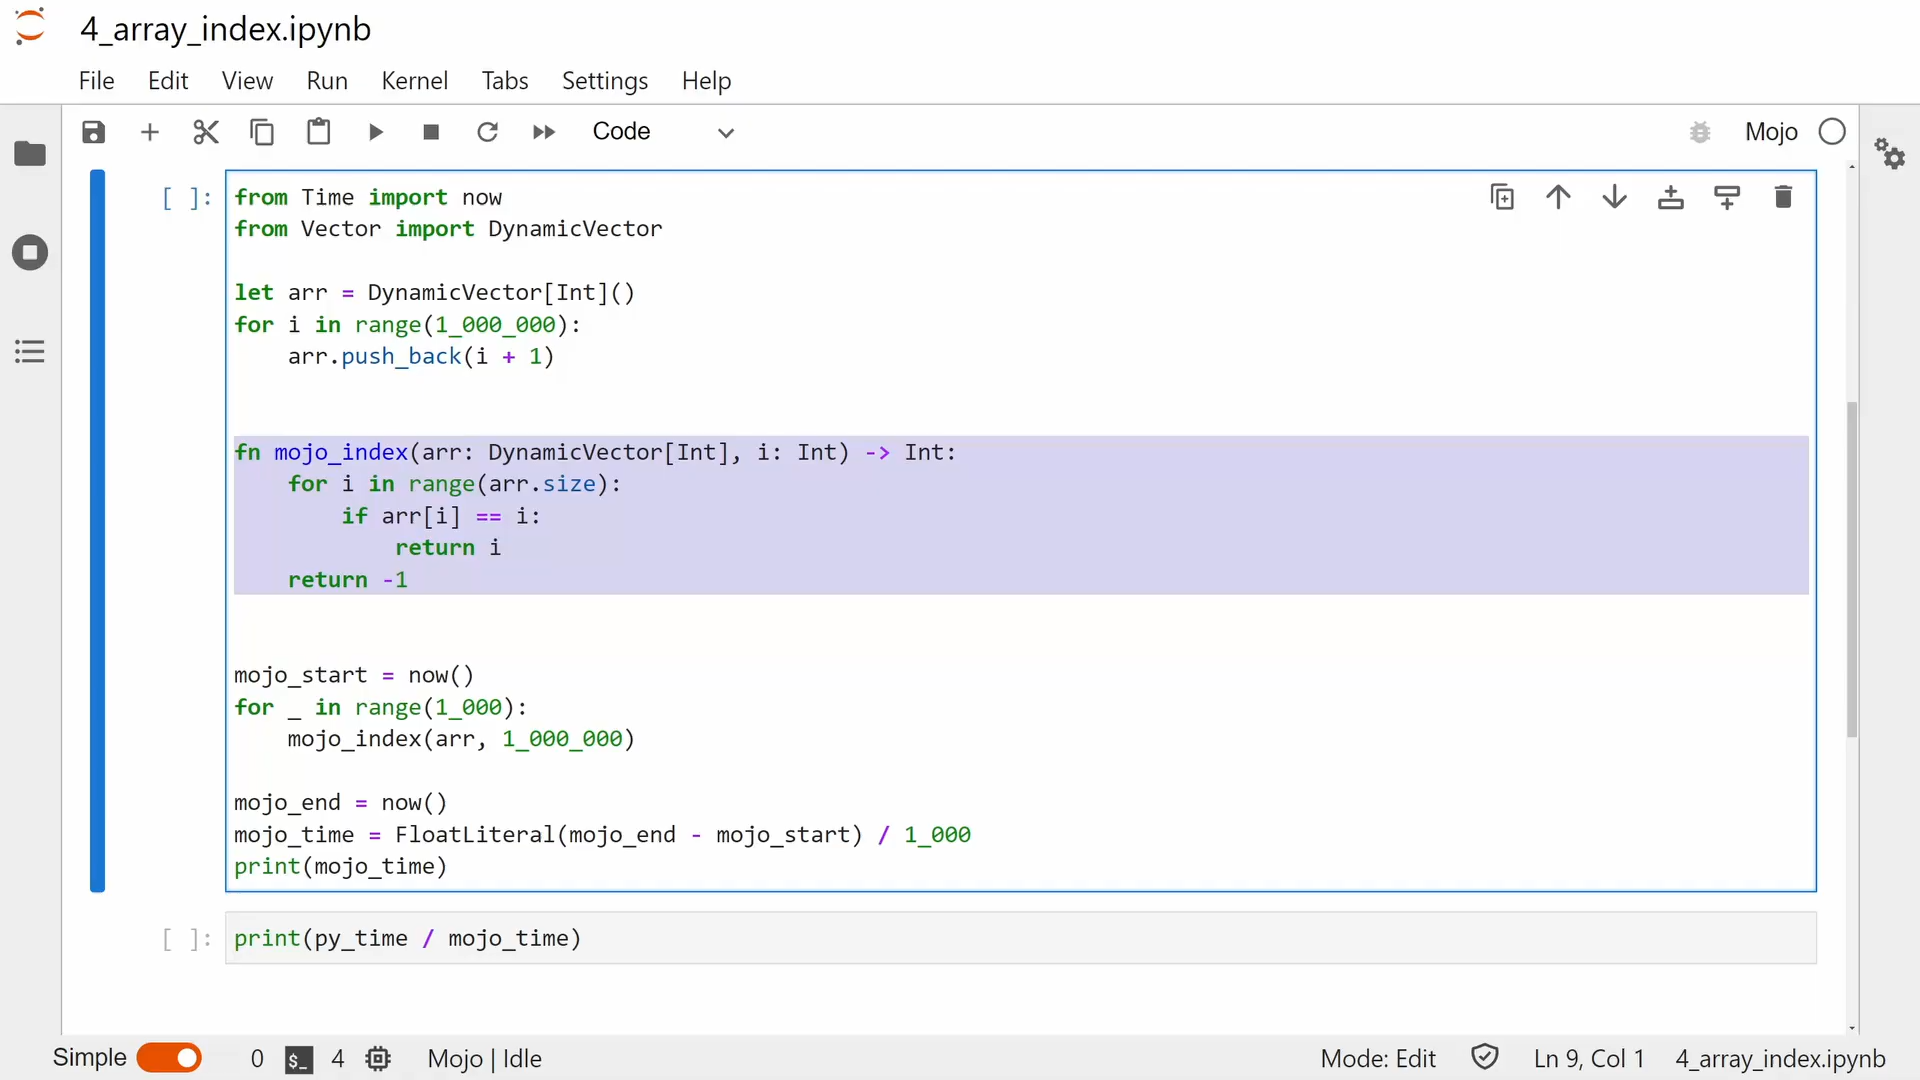 4_array_index.ipynb
File Edit View Run Kernel Tabs Settings Help
Code Mojo
[ ]:
from Time import now
from Vector import DynamicVector
let arr = DynamicVector[Int]()
for i in range(1_000_000):
    arr.push_back(i + 1)
fn mojo_index(arr: DynamicVector[Int], i: Int) -> Int:
    for i in range(arr.size):
        if arr[i] == i:
            return i
    return -1
mojo_start = now()
for _ in range(1_000):
    mojo_index(arr, 1_000_000)
mojo_end = now()
mojo_time = FloatLiteral(mojo_end - mojo_start) / 1_000
print(mojo_time)
[ ]:
print(py_time / mojo_time)
Simple 0 $_ 4 Mojo | Idle Mode: Edit Ln 9, Col 1 4_array_index.ipynb